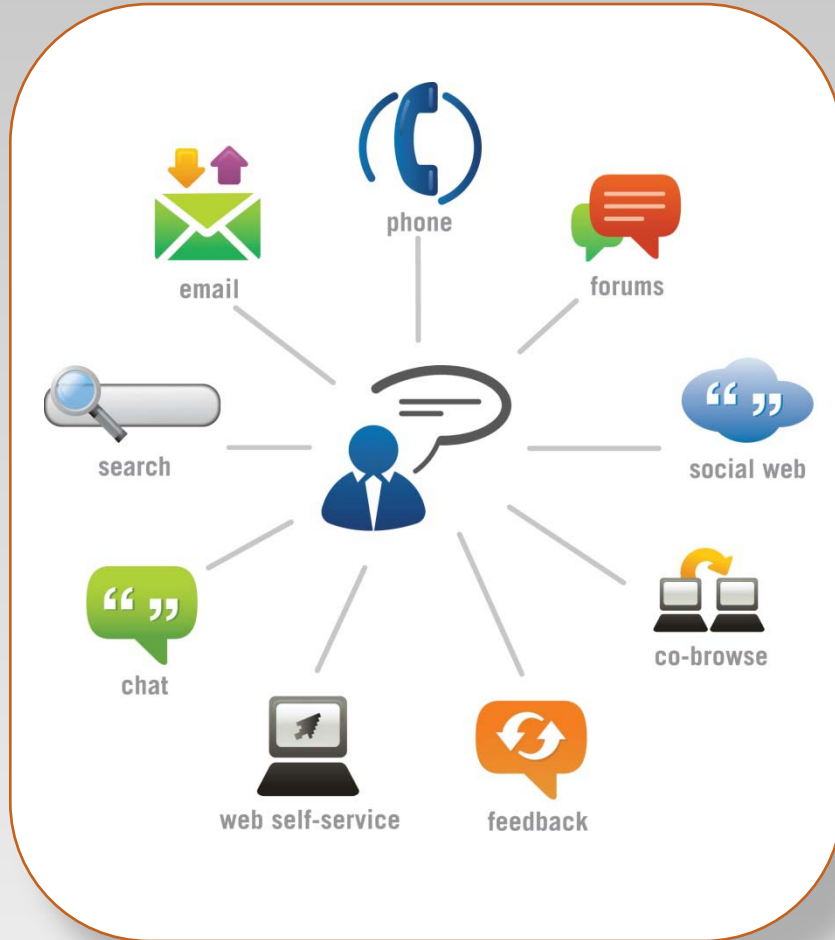 phone
email
forums
search
“ ”
social web
“ ”
chat
co-browse
web self-service
feedback